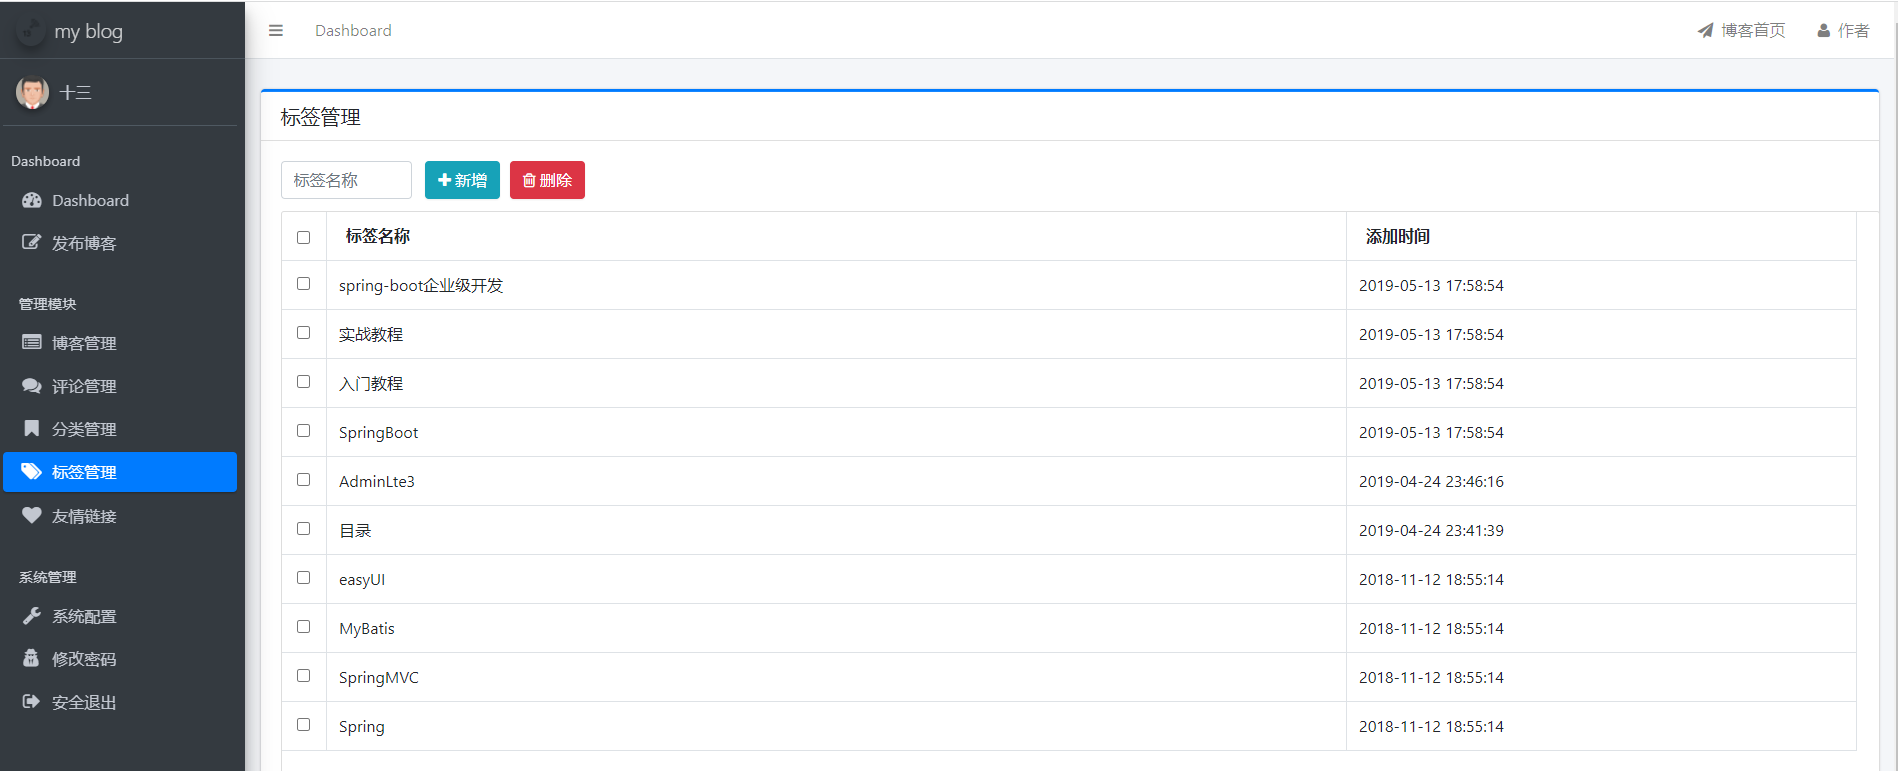 my blog
十三
Dashboard
Dashboard
发布博客
管理模块
博客管理
评论管理
分类管理
标签管理
友情链接
系统管理
系统配置
修改密码
安全退出
Dashboard
博客首页 作者
标签管理
标签名称 新增 删除
标签名称 添加时间
spring-boot企业级开发 2019-05-13 17:58:54
实战教程 2019-05-13 17:58:54
入门教程 2019-05-13 17:58:54
SpringBoot 2019-05-13 17:58:54
AdminLte3 2019-04-24 23:46:16
目录 2019-04-24 23:41:39
easyUI 2018-11-12 18:55:14
MyBatis 2018-11-12 18:55:14
SpringMVC 2018-11-12 18:55:14
Spring 2018-11-12 18:55:14